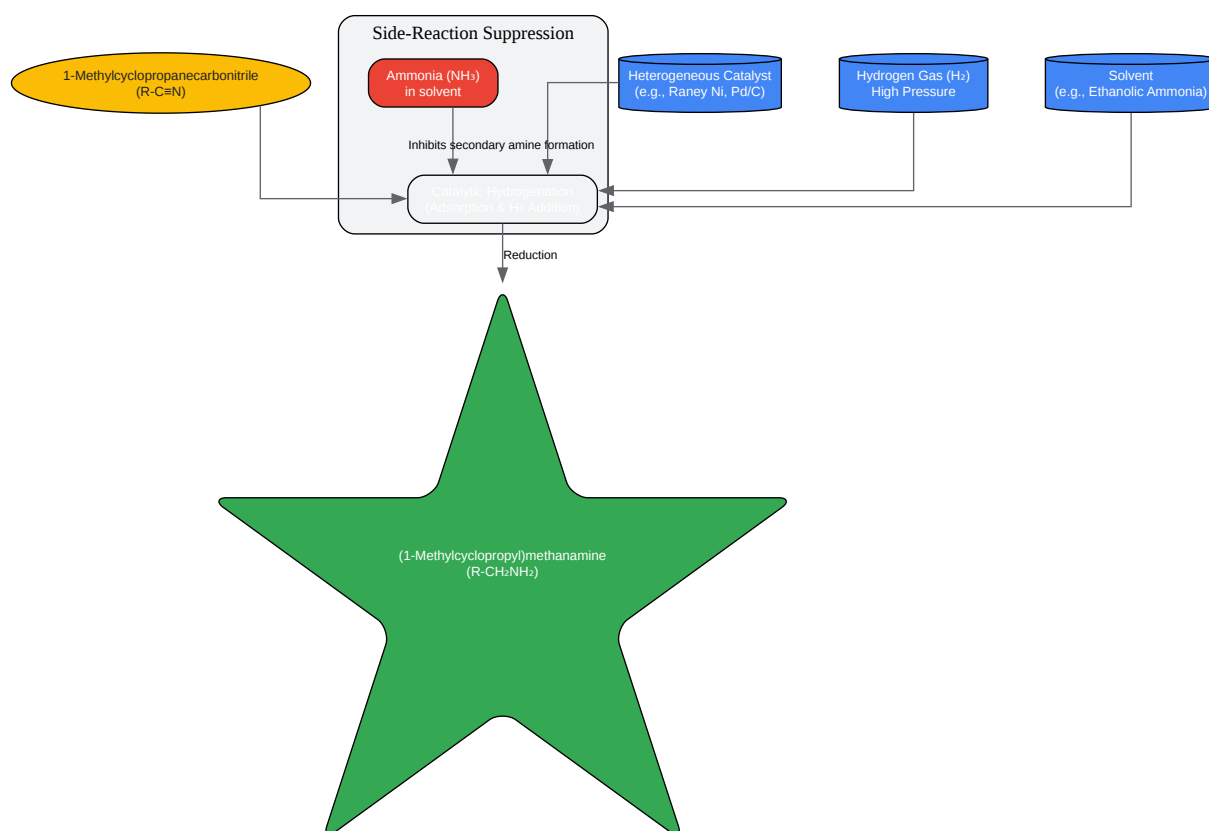 Side-Reaction Suppression
1-Methylcyclopropanecarbonitrile
(R-C≡N)
Ammonia (NH₃)
in solvent
Heterogeneous Catalyst
(e.g., Raney Ni, Pd/C)
Hydrogen Gas (H₂)
High Pressure
Solvent
(e.g., Ethanolic Ammonia)
Inhibits secondary amine formation
Catalytic Hydrogenation
(Adsorption & H₂ Addition)
Reduction
(1-Methylcyclopropyl)methanamine
(R-CH₂NH₂)